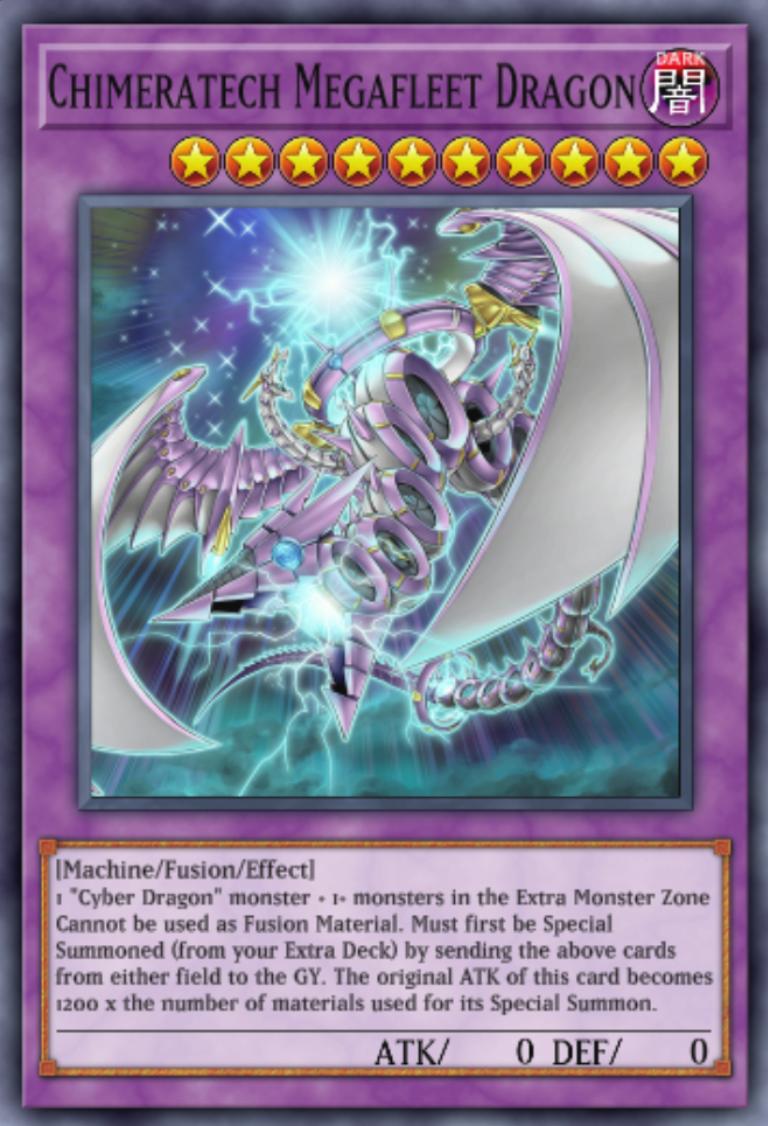 CHIMERATECH MEGAFLEET DRAGON
DARK
闇
[Machine/Fusion/Effect]
1 "Cyber Dragon" monster + 1+ monsters in the Extra Monster Zone
Cannot be used as Fusion Material. Must first be Special
Summoned (from your Extra Deck) by sending the above cards
from either field to the GY. The original ATK of this card becomes
1200 x the number of materials used for its Special Summon.
ATK/ 0 DEF/ 0